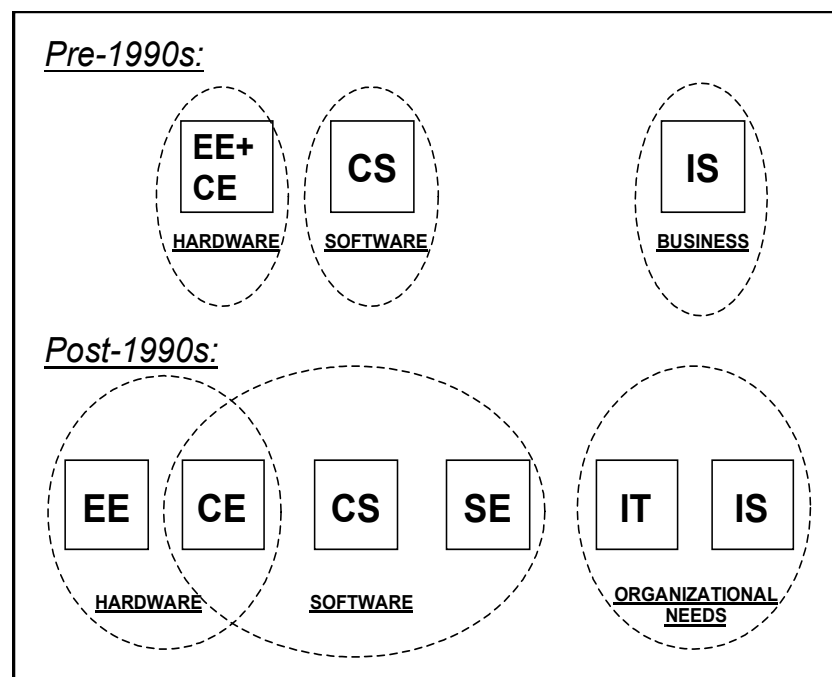 Pre-1990s:
EE+
CE
CS
IS
HARDWARE
SOFTWARE
BUSINESS
Post-1990s:
EE
CE
CS
SE
IT
IS
HARDWARE
SOFTWARE
ORGANIZATIONAL
NEEDS